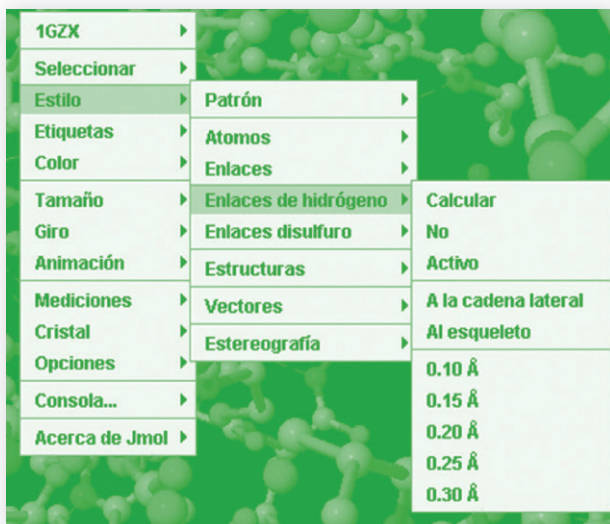 1GZX
Seleccionar
Estilo
Etiquetas
Color
Tamaño
Giro
Animación
Mediciones
Cristal
Opciones
Consola...
Acerca de Jmol
Patrón
Atomos
Enlaces
Enlaces de hidrógeno
Enlaces disulfuro
Estructuras
Vectores
Estereografía
Calcular
No
Activo
A la cadena lateral
Al esqueleto
0.10 Å
0.15 Å
0.20 Å
0.25 Å
0.30 Å